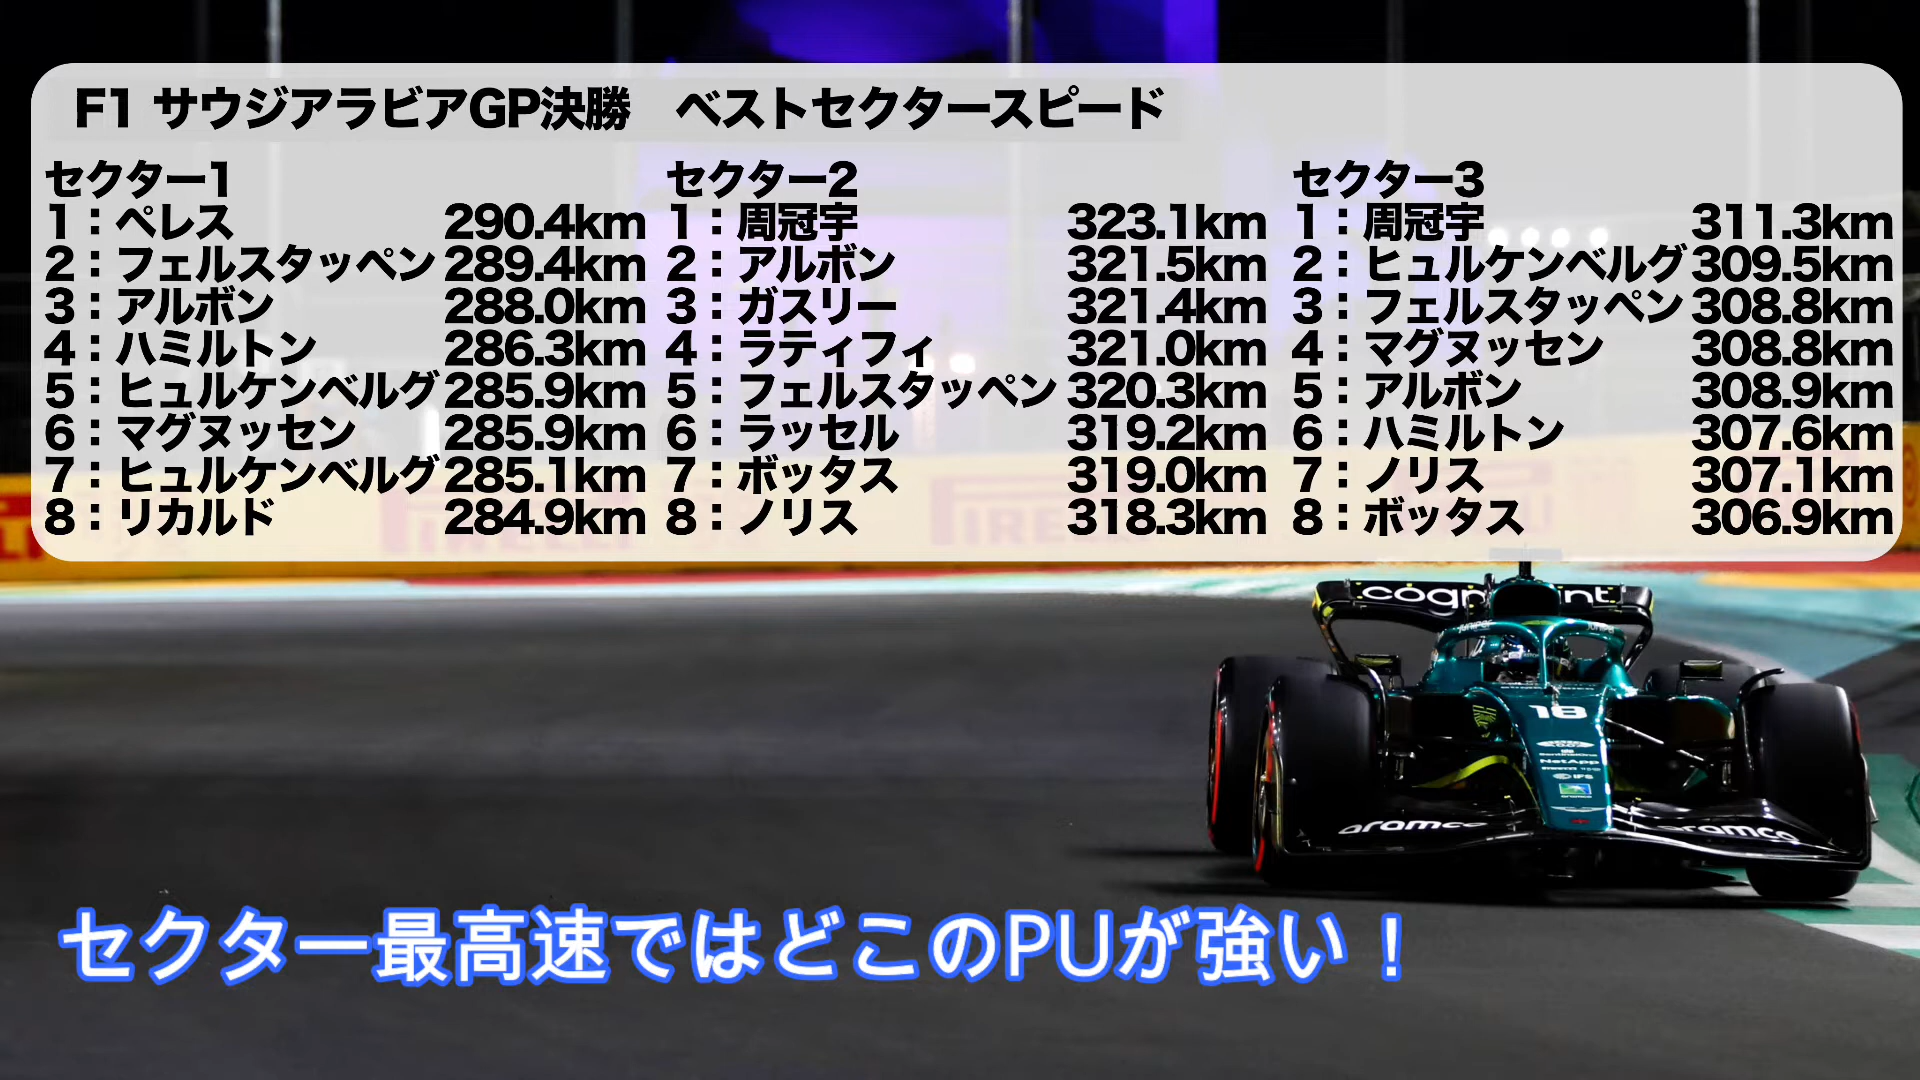 F1 サウジアラビアGP決勝　ベストセクタースピード
セクター1
1：ペレス 290.4km
2：フェルスタッペン 289.4km
3：アルボン 288.0km
4：ハミルトン 286.3km
5：ヒュルケンベルグ 285.9km
6：マグヌッセン 285.9km
7：ヒュルケンベルグ 285.1km
8：リカルド 284.9km
セクター2
1：周冠宇 323.1km
2：アルボン 321.5km
3：ガスリー 321.4km
4：ラティフィ 321.0km
5：フェルスタッペン 320.3km
6：ラッセル 319.2km
7：ボッタス 319.0km
8：ノリス 318.3km
セクター3
1：周冠宇 311.3km
2：ヒュルケンベルグ 309.5km
3：フェルスタッペン 308.8km
4：マグヌッセン 308.8km
5：アルボン 308.9km
6：ハミルトン 307.6km
7：ノリス 307.1km
8：ボッタス 306.9km
PIRELLI
juniper
18
NetApp
IFS
aramco
aramco
aramco
セクター最高速ではどこのPUが強い！